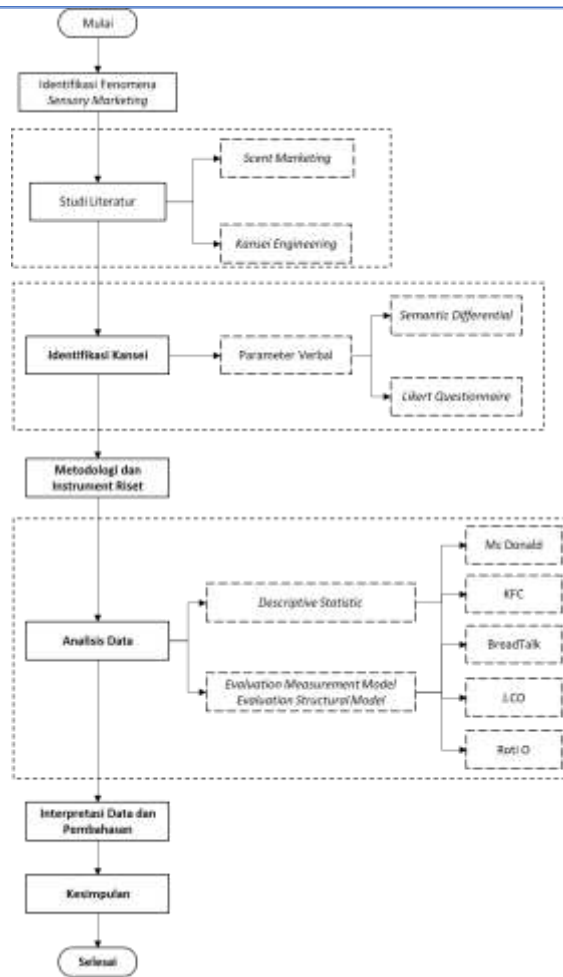 Mulai
Identifikasi Fenomena
Sensory Marketing
Scent Marketing
Studi Literatur
Kansei Engineering
Semantic Differential
Identifikasi Kansei
Parameter Verbal
Likert Questionnaire
Metodologi dan
Instrument Riset
Mc Donald
Descriptive Statistic
KFC
Analisis Data
BreadTalk
Evaluation Measurement Model
Evaluation Structural Model
J.CO
Roti O
Interpretasi Data dan
Pembahasan
Kesimpulan
Selesai